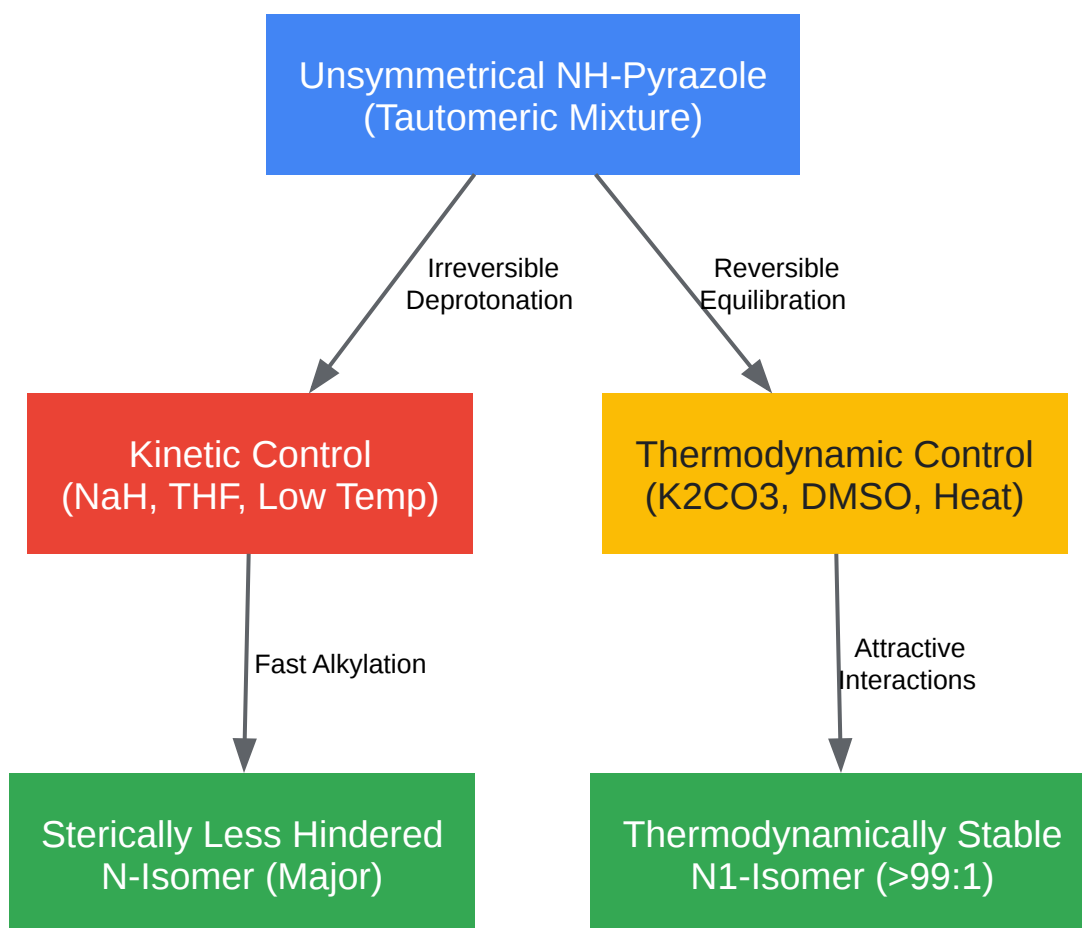 Unsymmetrical NH-Pyrazole
(Tautomeric Mixture)
Irreversible
Deprotonation
Reversible
Equilibration
Kinetic Control
(NaH, THF, Low Temp)
Thermodynamic Control
(K2CO3, DMSO, Heat)
Fast Alkylation
Attractive
Interactions
Sterically Less Hindered
N-Isomer (Major)
Thermodynamically Stable
N1-Isomer (>99:1)